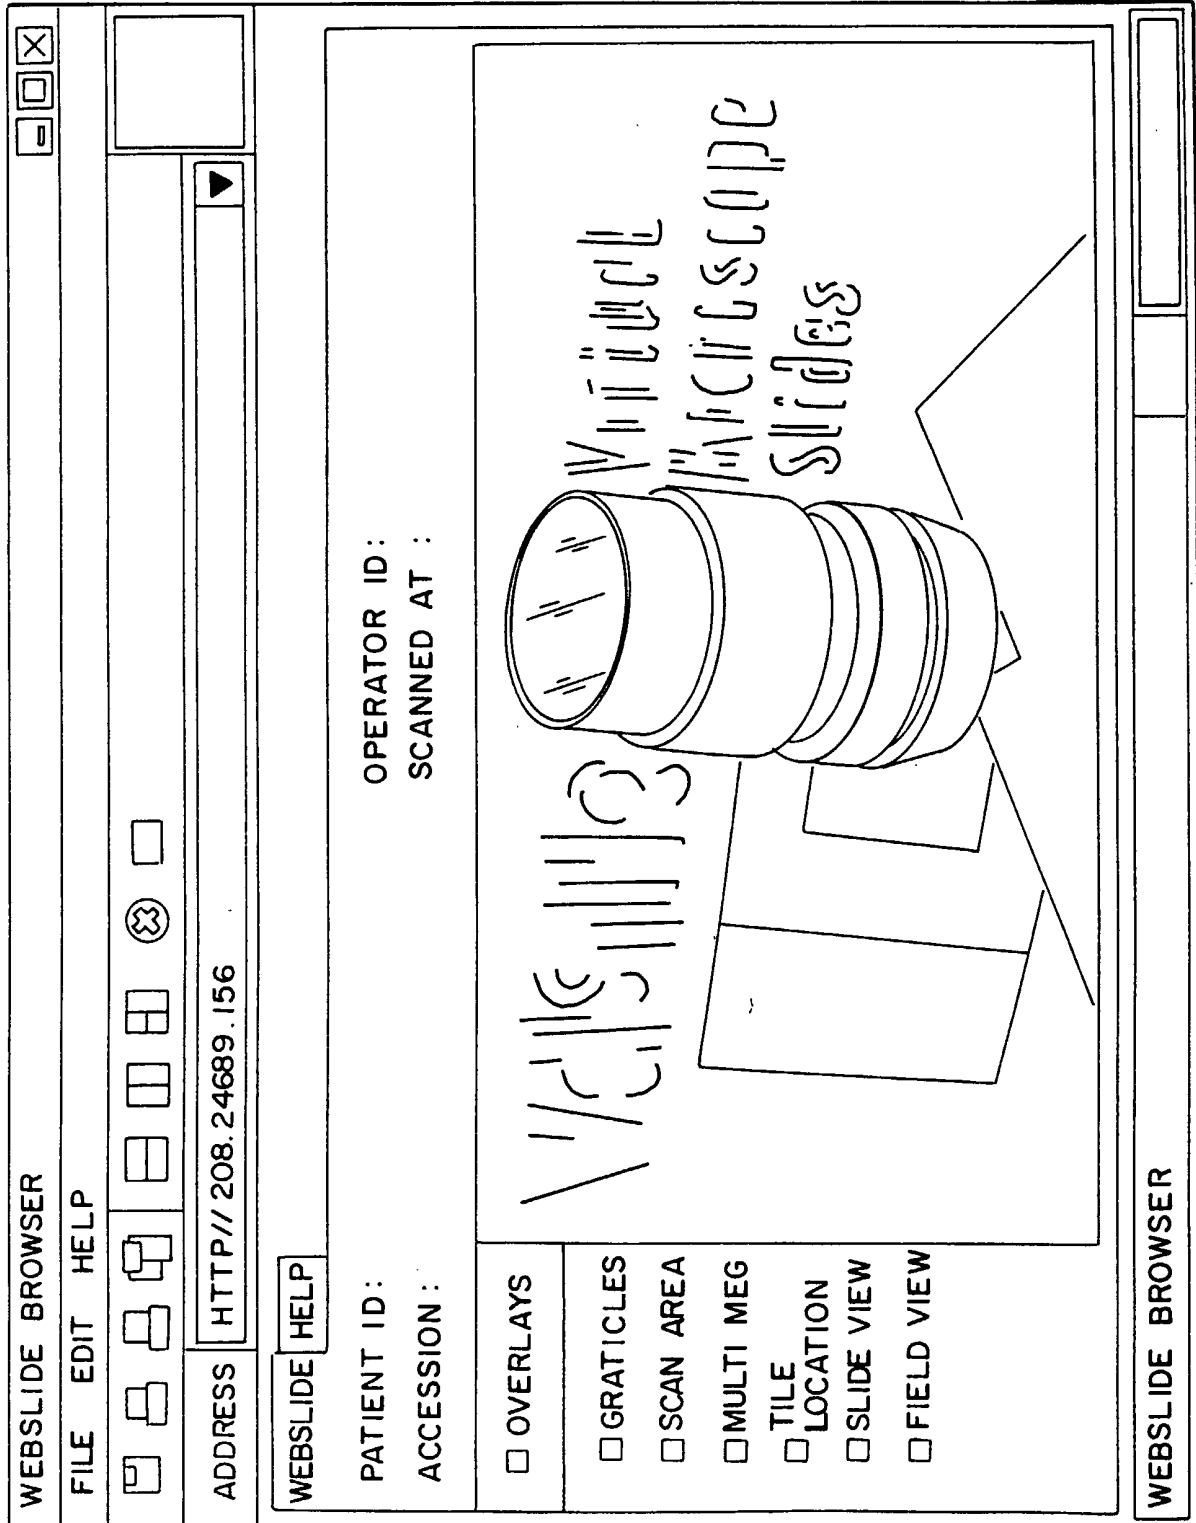 WEBSLIDE BROWSER
FILE EDIT HELP
ADDRESS HTTP// 208.24689.156
WEBSLIDE HELP
PATIENT ID: OPERATOR ID:
ACCESSION: SCANNED AT :
OVERLAYS
GRATICLES
SCAN AREA
MULTI MEG
TILE
LOCATION
SLIDE VIEW
FIELD VIEW
Virtual
Microscope
Slides
WEBSLIDE BROWSER